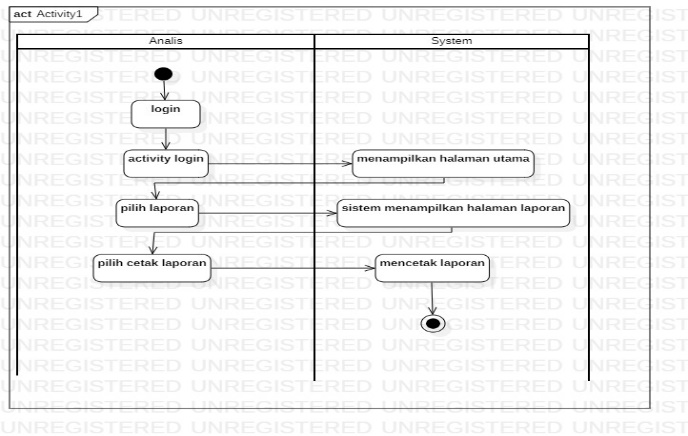 act Activity1
Analis
System
login
activity login
menampilkan halaman utama
pilih laporan
sistem menampilkan halaman laporan
pilih cetak laporan
mencetak laporan
UNREGISTERED